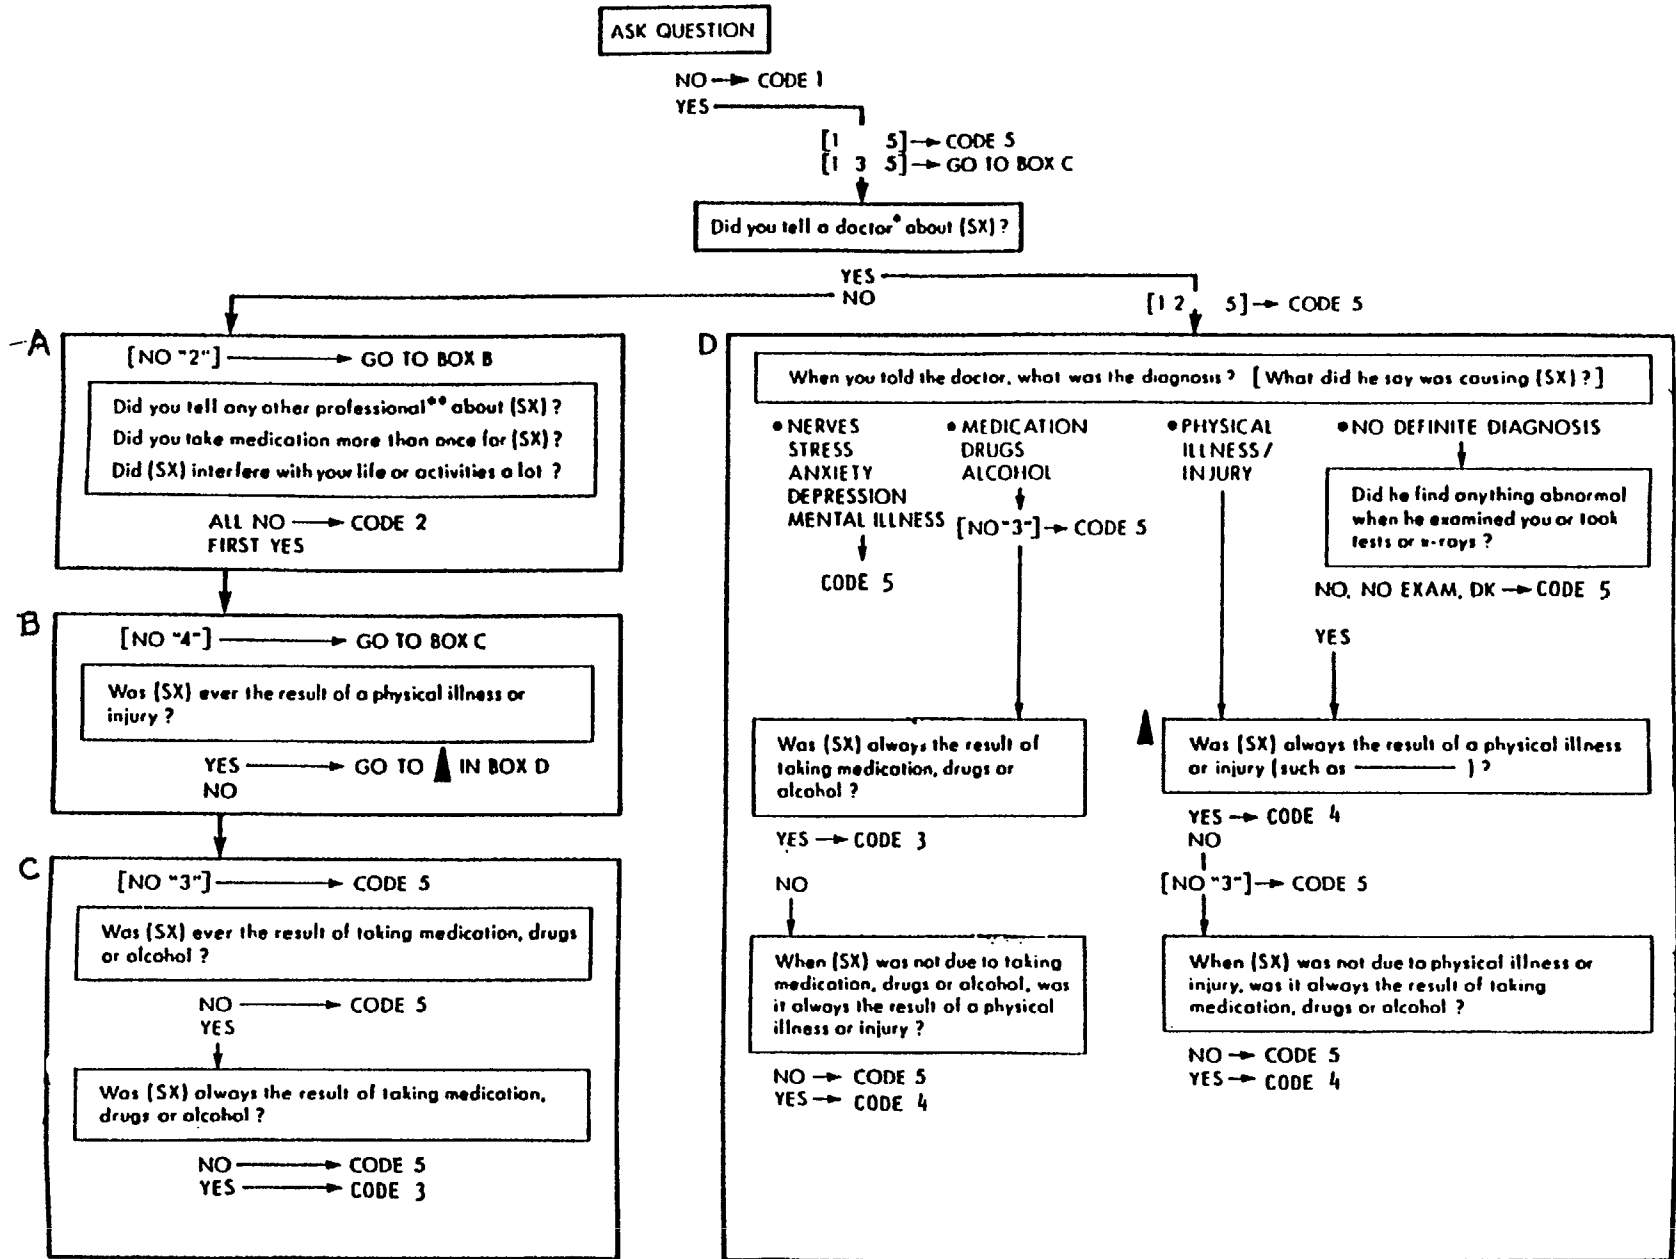 ASK QUESTION
NO → CODE 1
YES
[1 5] → CODE 5
[1 3 5] → GO TO BOX C
Did you tell a doctor* about (SX)?
YES
NO
[1 2 5] → CODE 5
A
[NO "2"] → GO TO BOX B
Did you tell any other professional** about (SX)?
Did you take medication more than once for (SX)?
Did (SX) interfere with your life or activities a lot?
ALL NO → CODE 2
FIRST YES
B
[NO "4"] → GO TO BOX C
Was (SX) ever the result of a physical illness or
injury?
YES → GO TO ▲ IN BOX D
NO
C
[NO "3"] → CODE 5
Was (SX) ever the result of taking medication, drugs
or alcohol?
NO → CODE 5
YES
Was (SX) always the result of taking medication,
drugs or alcohol?
NO → CODE 5
YES → CODE 3
D
When you told the doctor, what was the diagnosis? [What did he say was causing (SX)?]
• NERVES
STRESS
ANXIETY
DEPRESSION
MENTAL ILLNESS
CODE 5
• MEDICATION
DRUGS
ALCOHOL
[NO "3"] → CODE 5
• PHYSICAL
ILLNESS/
INJURY
• NO DEFINITE DIAGNOSIS
Did he find anything abnormal
when he examined you or took
tests or x-rays?
NO, NO EXAM, DK → CODE 5
YES
Was (SX) always the result of
taking medication, drugs or
alcohol?
YES → CODE 3
NO
When (SX) was not due to taking
medication, drugs or alcohol, was
it always the result of a physical
illness or injury?
NO → CODE 5
YES → CODE 4
▲
Was (SX) always the result of a physical illness
or injury (such as ________ )?
YES → CODE 4
NO
[NO "3"] → CODE 5
When (SX) was not due to physical illness or
injury, was it always the result of taking
medication, drugs or alcohol?
NO → CODE 5
YES → CODE 4